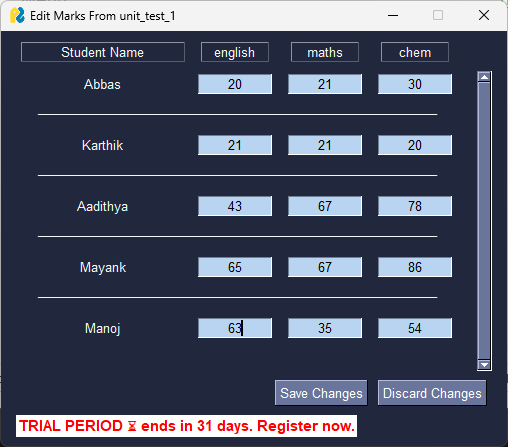 Edit Marks From unit_test_1
Student Name english maths chem
Abbas 20 21 30
Karthik 21 21 20
Aadithya 43 67 78
Mayank 65 67 86
Manoj 63 35 54
Save Changes Discard Changes
TRIAL PERIOD ⌛ ends in 31 days. Register now.